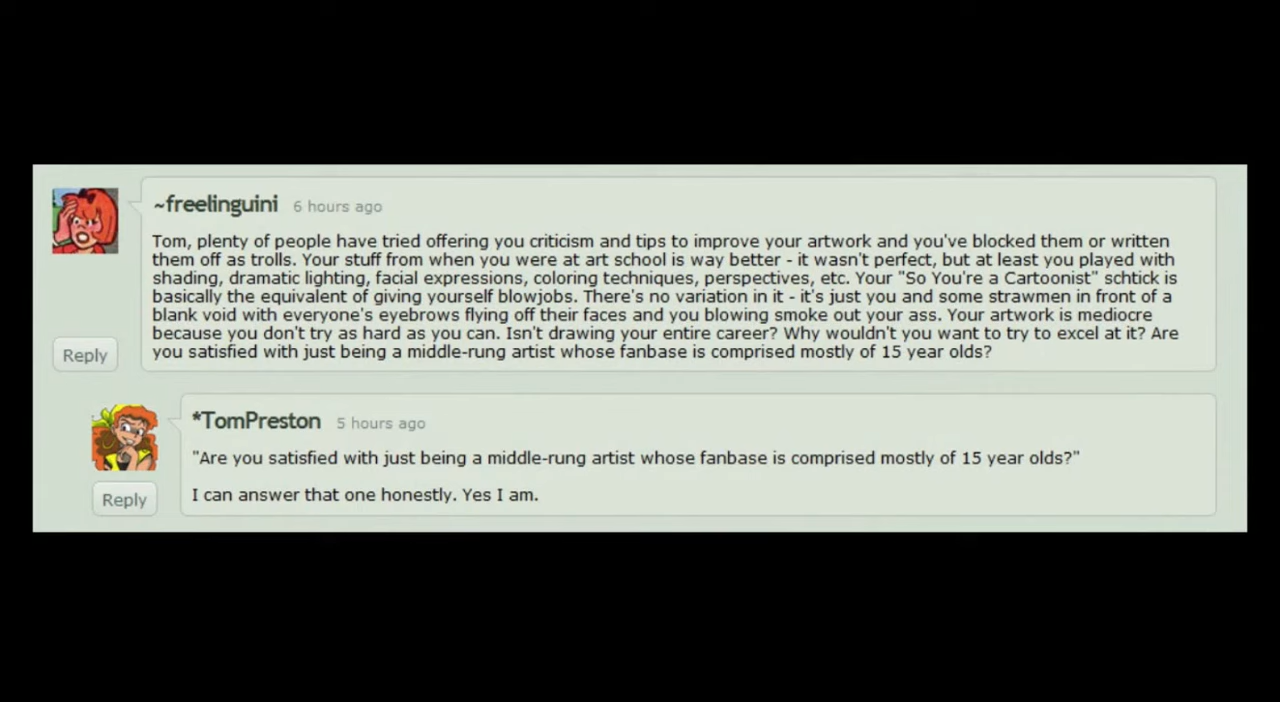 ~freelinguini 6 hours ago
Tom, plenty of people have tried offering you criticism and tips to improve your artwork and you've blocked them or written
them off as trolls. Your stuff from when you were at art school is way better - it wasn't perfect, but at least you played with
shading, dramatic lighting, facial expressions, coloring techniques, perspectives, etc. Your "So You're a Cartoonist" schtick is
basically the equivalent of giving yourself blowjobs. There's no variation in it - it's just you and some strawmen in front of a
blank void with everyone's eyebrows flying off their faces and you blowing smoke out your ass. Your artwork is mediocre
because you don't try as hard as you can. Isn't drawing your entire career? Why wouldn't you want to try to excel at it? Are
you satisfied with just being a middle-rung artist whose fanbase is comprised mostly of 15 year olds?
Reply
*TomPreston 5 hours ago
"Are you satisfied with just being a middle-rung artist whose fanbase is comprised mostly of 15 year olds?"
I can answer that one honestly. Yes I am.
Reply